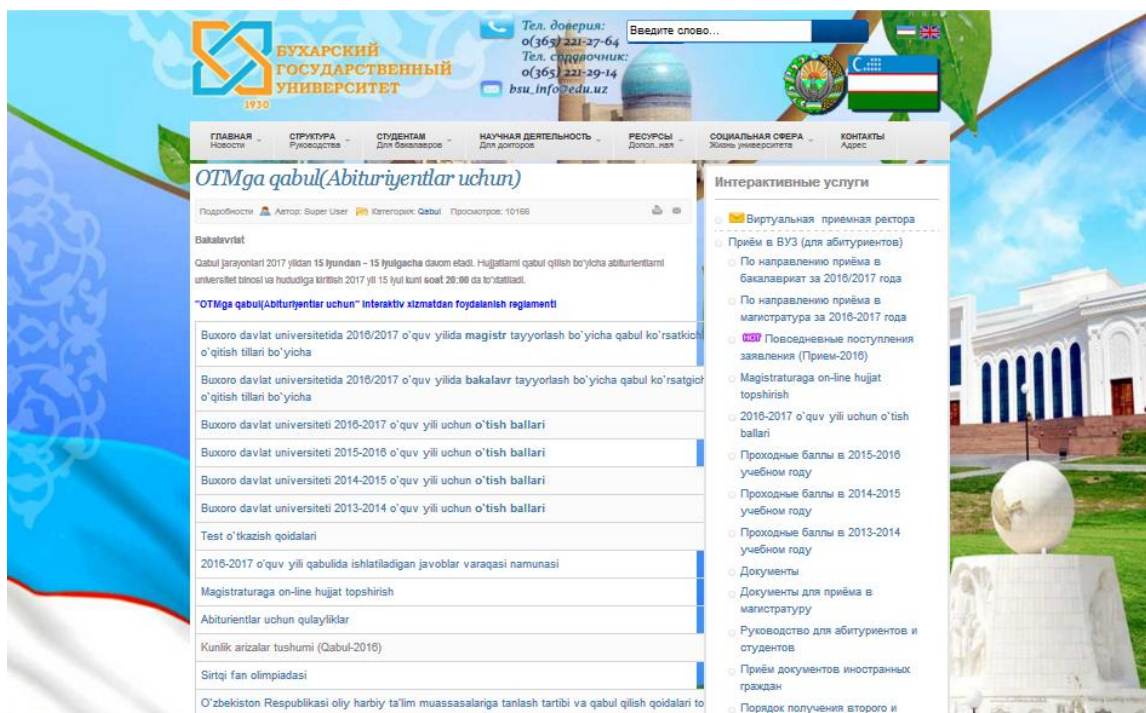 БУХАРСКИЙ
ГОСУДАРСТВЕННЫЙ
УНИВЕРСИТЕТ
1930
Тел. доверия:
0(365) 221-27-64
Тел. справочник:
0(365) 221-29-14
bsu_info@edu.uz
Введите слово...
ГЛАВНАЯ
Новости
СТРУКТУРА
Руководства
СТУДЕНТАМ
Для бакалавров
НАУЧНАЯ ДЕЯТЕЛЬНОСТЬ
Для докторов
РЕСУРСЫ
Допол..ная
СОЦИАЛЬНАЯ СФЕРА
Жизнь университета
КОНТАКТЫ
Адрес
OTMga qabul(Abituriyentlar uchun)
Подробности Автор: Super User Категория: Qabul Просмотров: 10166
Bakalavriat
Qabul jarayonlari 2017 yildan 15 iyundan – 15 iyulgacha davom etadi. Hujjatlarni qabul qilish bo'yicha abiturientlarni
universitet binosi va hududiga kiritish 2017 yil 15 iyul kuni soat 20:00 da to'xtatiladi.
"OTMga qabul(Abituriyentlar uchun" interaktiv xizmatdan foydalanish reglamenti
Buxoro davlat universitetida 2016/2017 o`quv yilida magistr tayyorlash bo`yicha qabul ko`rsatkich
o`qitish tillari bo`yicha
Buxoro davlat universitetida 2016/2017 o`quv yilida bakalavr tayyorlash bo`yicha qabul ko`rsatgich
o`qitish tillari bo`yicha
Buxoro davlat universiteti 2016-2017 o`quv yili uchun o`tish ballari
Buxoro davlat universiteti 2015-2016 o`quv yili uchun o`tish ballari
Buxoro davlat universiteti 2014-2015 o`quv yili uchun o`tish ballari
Buxoro davlat universiteti 2013-2014 o`quv yili uchun o`tish ballari
Test o`tkazish qoidalari
2016-2017 o'quv yili qabulida ishlatiladigan javoblar varaqasi namunasi
Magistraturaga on-line hujjat topshirish
Abiturientlar uchun qulayliklar
Kunlik arizalar tushumi (Qabul-2016)
Sirtqi fan olimpiadasi
O`zbekiston Respublikasi oliy harbiy ta'lim muassasalariga tanlash tartibi va qabul qilish qoidalari to
Интерактивные услуги
Виртуальная приемная ректора
Приём в ВУЗ (для абитуриентов)
По направлению приёма в
бакалавриат за 2016/2017 года
По направлению приёма в
магистратура за 2016-2017 года
HOT Повседневные поступления
заявления (Прием-2016)
Magistraturaga on-line hujjat
topshirish
2016-2017 o`quv yili uchun o`tish
ballari
Проходные баллы в 2015-2016
учебном году
Проходные баллы в 2014-2015
учебном году
Проходные баллы в 2013-2014
учебном году
Документы
Документы для приёма в
магистратуру
Руководство для абитуриентов и
студентов
Приём документов иностранных
граждан
Порядок получения второго и